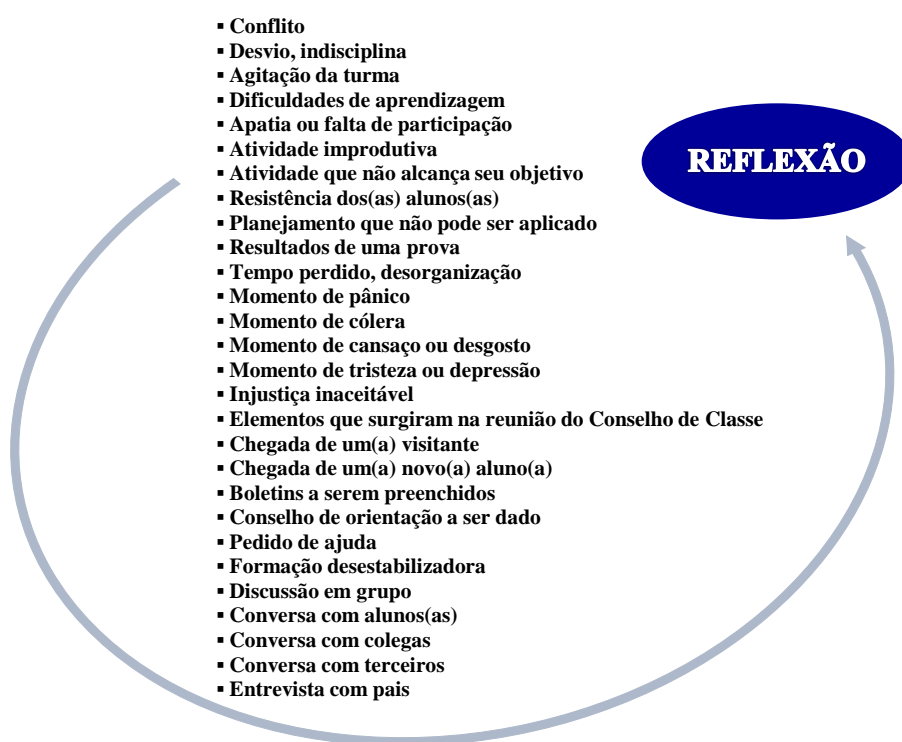 ▪ Conflito
▪ Desvio, indisciplina
▪ Agitação da turma
▪ Dificuldades de aprendizagem
▪ Apatia ou falta de participação
▪ Atividade improdutiva
▪ Atividade que não alcança seu objetivo
▪ Resistência dos(as) alunos(as)
▪ Planejamento que não pode ser aplicado
▪ Resultados de uma prova
▪ Tempo perdido, desorganização
▪ Momento de pânico
▪ Momento de cólera
▪ Momento de cansaço ou desgosto
▪ Momento de tristeza ou depressão
▪ Injustiça inaceitável
▪ Elementos que surgiram na reunião do Conselho de Classe
▪ Chegada de um(a) visitante
▪ Chegada de um(a) novo(a) aluno(a)
▪ Boletins a serem preenchidos
▪ Conselho de orientação a ser dado
▪ Pedido de ajuda
▪ Formação desestabilizadora
▪ Discussão em grupo
▪ Conversa com alunos(as)
▪ Conversa com colegas
▪ Conversa com terceiros
▪ Entrevista com pais
REFLEXÃO